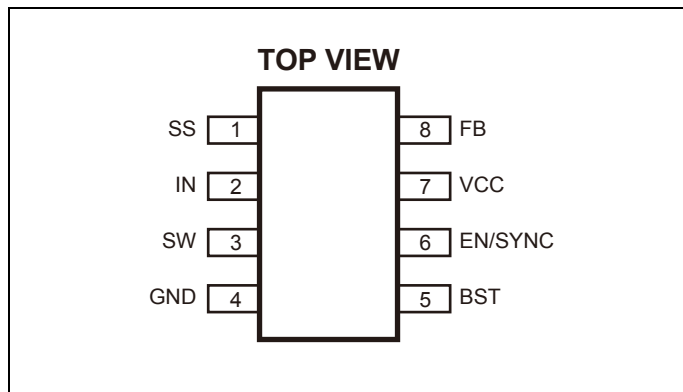 TOP VIEW
SS 1 8 FB
IN 2 7 VCC
SW 3 6 EN/SYNC
GND 4 5 BST